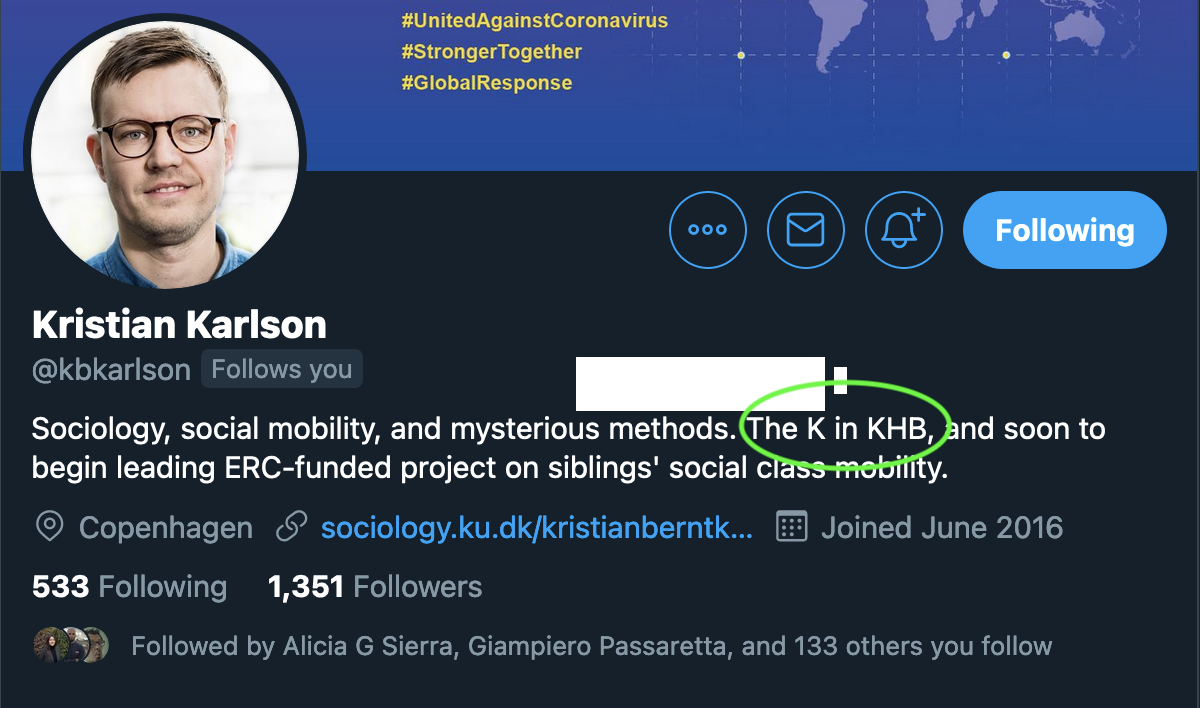 #UnitedAgainstCoronavirus
#StrongerTogether
#GlobalResponse
Following
Kristian Karlson
@kbkarlson Follows you
Sociology, social mobility, and mysterious methods. The K in KHB, and soon to
begin leading ERC-funded project on siblings' social class mobility.
Copenhagen sociology.ku.dk/kristianberntk... Joined June 2016
533 Following 1,351 Followers
Followed by Alicia G Sierra, Giampiero Passaretta, and 133 others you follow